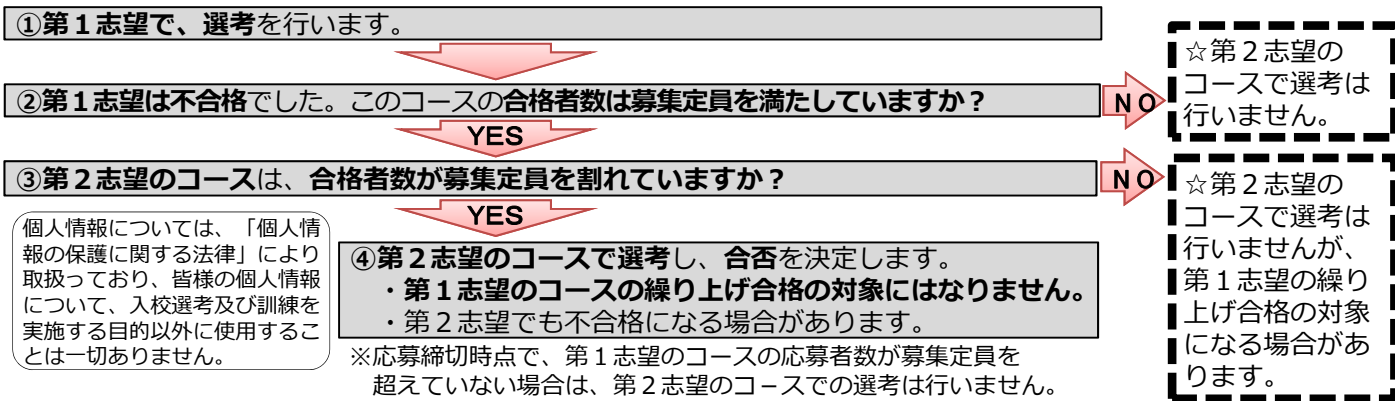 ①第１志望で、選考を行います。
②第１志望は不合格でした。このコースの合格者数は募集定員を満たしていますか？
NO
☆第２志望の
コースで選考は
行いません。
YES
③第２志望のコースは、合格者数が募集定員を割れていますか？
NO
☆第２志望の
コースで選考は
行いませんが、
第１志望の繰り
上げ合格の対象
になる場合があ
ります。
YES
④第２志望のコースで選考し、合否を決定します。
・第１志望のコースの繰り上げ合格の対象にはなりません。
・第２志望でも不合格になる場合があります。
※応募締切時点で、第１志望のコースの応募者数が募集定員を
超えていない場合は、第２志望のコ－スでの選考は行いません。
個人情報については、「個人情
報の保護に関する法律」により
取扱っており、皆様の個人情報
について、入校選考及び訓練を
実施する目的以外に使用するこ
とは一切ありません。